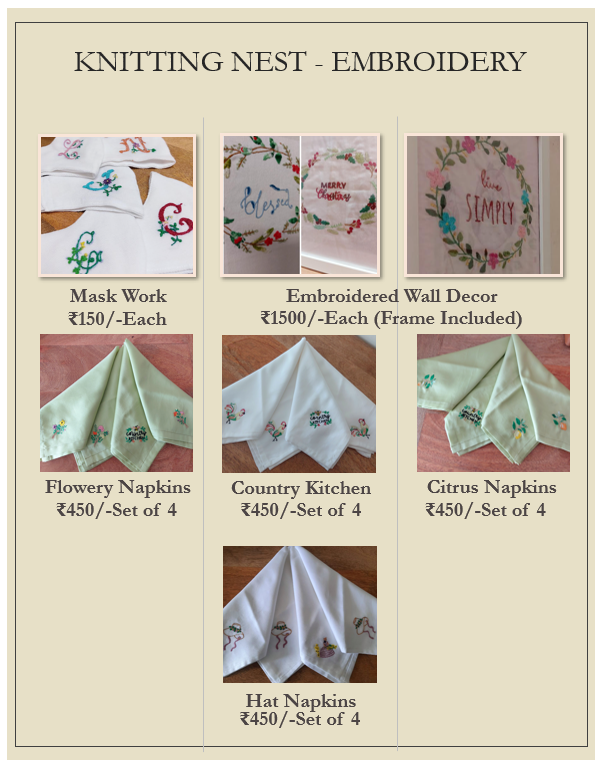 KNITTING NEST - EMBROIDERY
blessed
MERRY
Christmas
live
SIMPLY
Mask Work
₹150/-Each
Embroidered Wall Decor
₹1500/-Each (Frame Included)
Flowery Napkins
₹450/-Set of 4
Country Kitchen
₹450/-Set of 4
Citrus Napkins
₹450/-Set of 4
Hat Napkins
₹450/-Set of 4